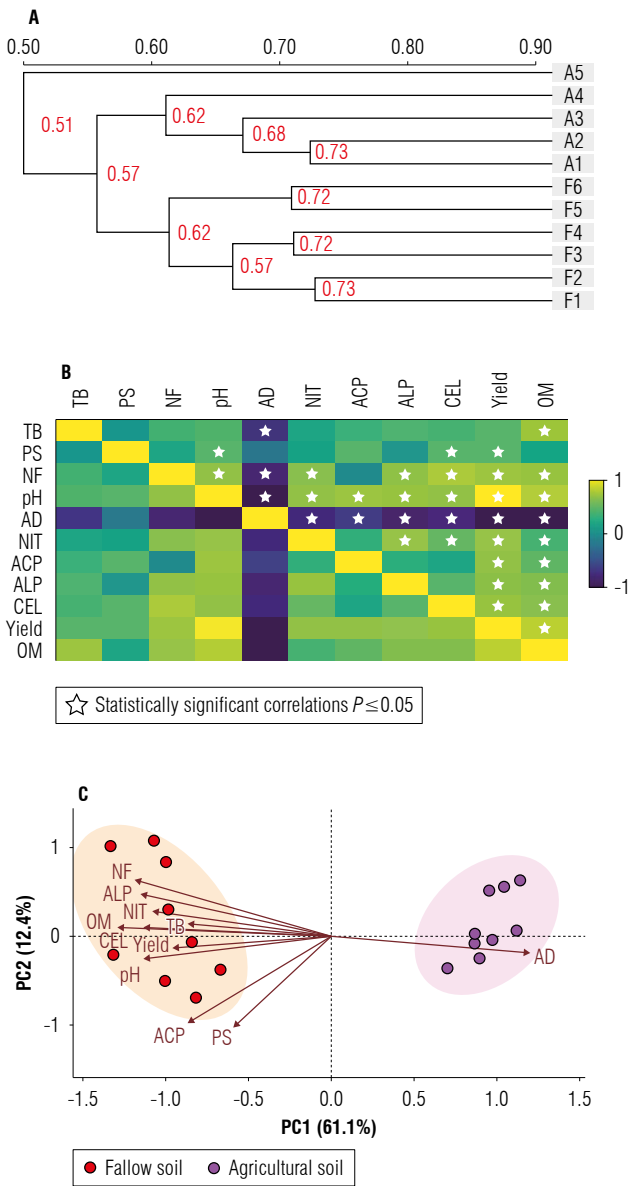 A
0.50 0.60 0.70 0.80 0.90
A5
A4
0.62 A3
0.51 0.68 A2
0.73 A1
0.57 F6
0.72 F5
0.62 F4
0.72 F3
0.57 F2
0.73 F1
B
TB PS NF pH AD NIT ACP ALP CEL Yield OM
TB
PS
NF
pH
AD
NIT
ACP
ALP
CEL
Yield
OM
1
0
-1
Statistically significant correlations P≤0.05
C
PC2 (12.4%)
1
0
-1
NF
ALP
NIT
OM TB
CEL Yield
pH
ACP PS
AD
-1.5 -1.0 -0.5 0.0 0.5 1.0 1.5
PC1 (61.1%)
Fallow soil Agricultural soil